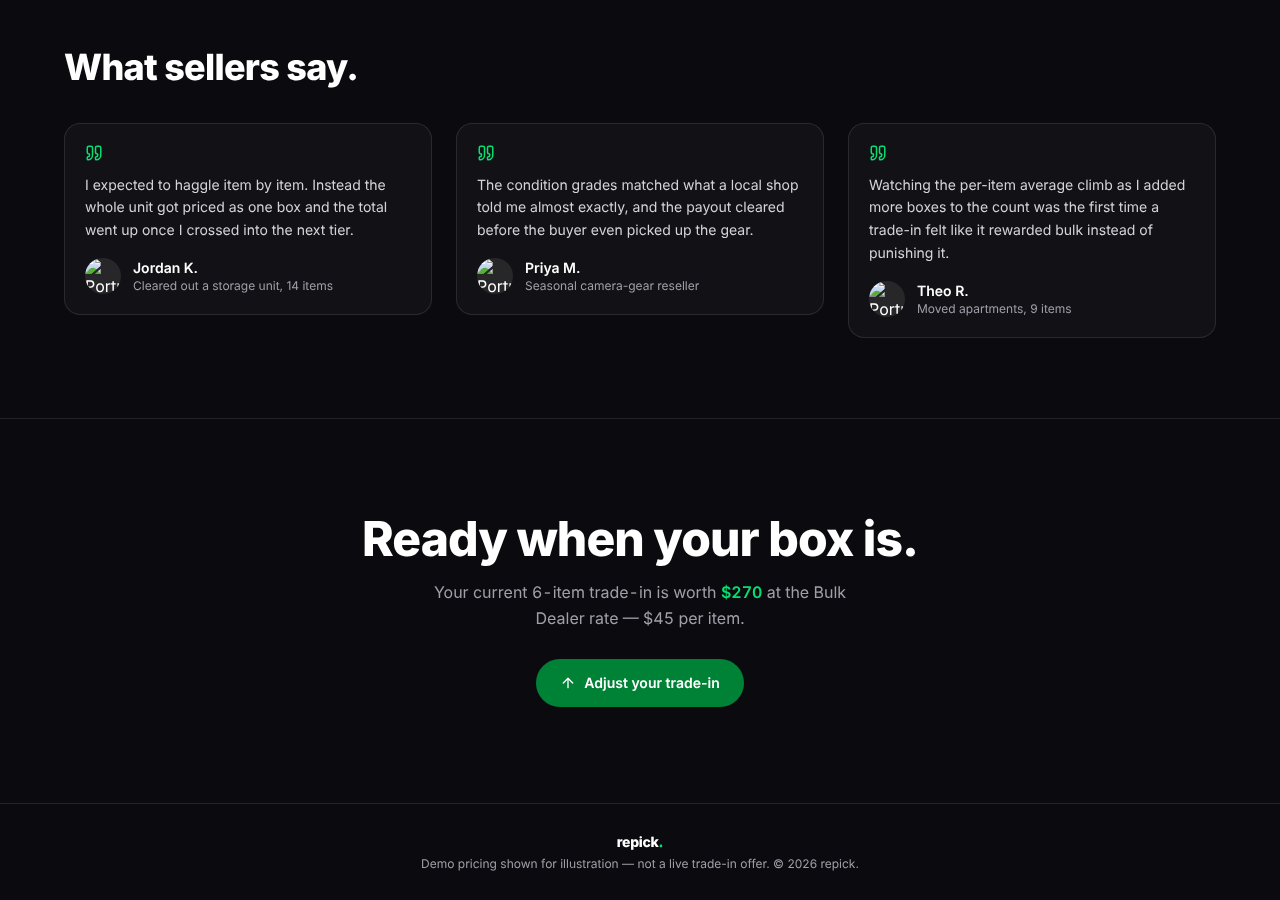 What sellers say.
I expected to haggle item by item. Instead the
whole unit got priced as one box and the total
went up once I crossed into the next tier.
Port
Jordan K.
Cleared out a storage unit, 14 items
The condition grades matched what a local shop
told me almost exactly, and the payout cleared
before the buyer even picked up the gear.
Port
Priya M.
Seasonal camera-gear reseller
Watching the per-item average climb as I added
more boxes to the count was the first time a
trade-in felt like it rewarded bulk instead of
punishing it.
Port
Theo R.
Moved apartments, 9 items
Ready when your box is.
Your current 6-item trade-in is worth $270 at the Bulk
Dealer rate — $45 per item.
Adjust your trade-in
repick.
Demo pricing shown for illustration — not a live trade-in offer. © 2026 repick.